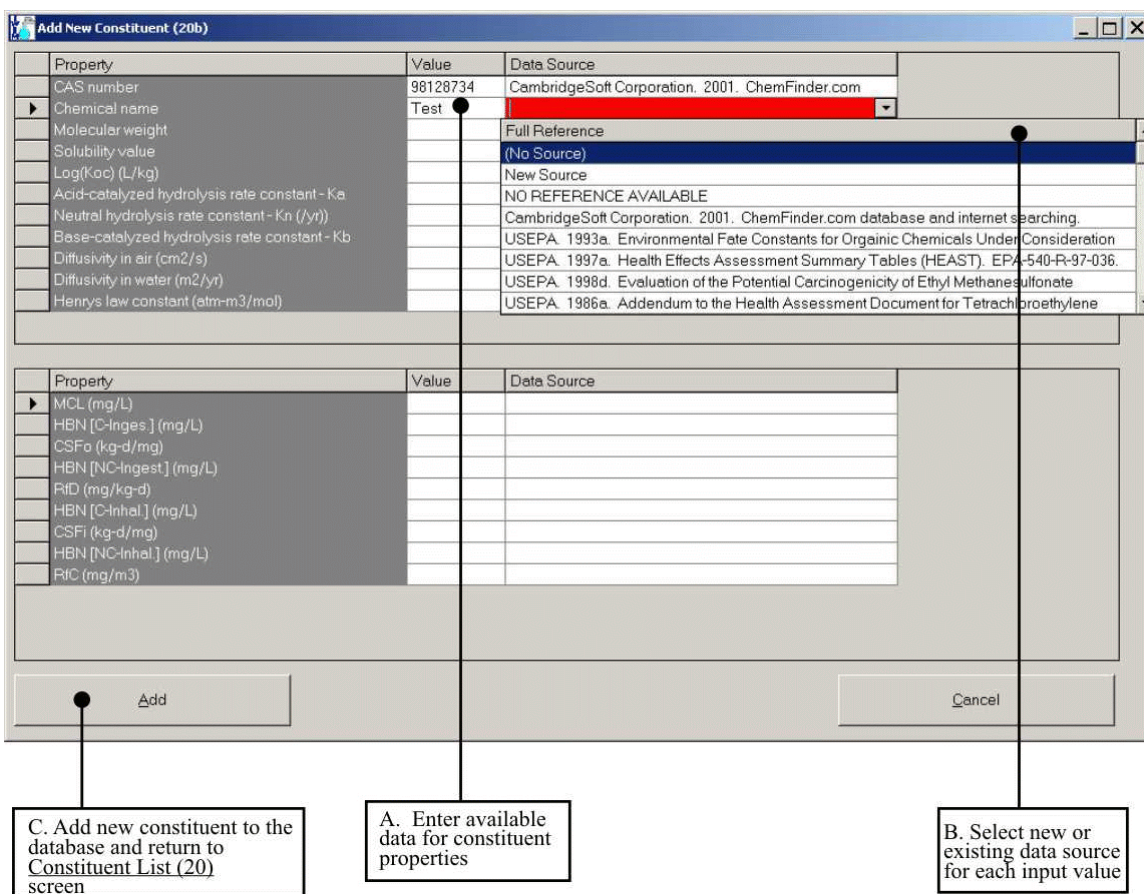 Add New Constituent (20b)
Property Value Data Source
CAS number 98128734 CambridgeSoft Corporation. 2001. ChemFinder.com
Chemical name Test
Molecular weight
Solubility value
Log(Koc) (L/kg)
Acid-catalyzed hydrolysis rate constant - Ka
Neutral hydrolysis rate constant - Kn (/yr))
Base-catalyzed hydrolysis rate constant - Kb
Diffusivity in air (cm2/s)
Diffusivity in water (m2/yr)
Henrys law constant (atm-m3/mol)
Full Reference
(No Source)
New Source
NO REFERENCE AVAILABLE
CambridgeSoft Corporation. 2001. ChemFinder.com database and internet searching.
USEPA. 1993a. Environmental Fate Constants for Orgainic Chemicals Under Consideration
USEPA. 1997a. Health Effects Assessment Summary Tables (HEAST). EPA-540-R-97-036.
USEPA. 1998d. Evaluation of the Potential Carcinogenicity of Ethyl Methanesulfonate
USEPA. 1986a. Addendum to the Health Assessment Document for Tetrachloroethylene
Property Value Data Source
MCL (mg/L)
HBN [C-Inges.] (mg/L)
CSFo (kg-d/mg)
HBN [NC-Ingest.] (mg/L)
RfD (mg/kg-d)
HBN [C-Inhal.] (mg/L)
CSFi (kg-d/mg)
HBN [NC-Inhal.] (mg/L)
RfC (mg/m3)
Add
Cancel
C. Add new constituent to the
database and return to
Constituent List (20)
screen
A. Enter available
data for constituent
properties
B. Select new or
existing data source
for each input value